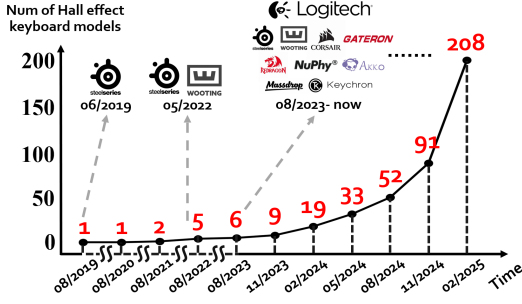 Num of Hall effect
keyboard models
logitech
steelseries
WOOTING
CORSAIR
GATERON
REDRAGON
NuPhy®
AKKO
Massdrop
Keychron
08/2023- now
steelseries
06/2019
steelseries
WOOTING
05/2022
200
150
100
50
0
1
1
2
5
6
9
19
33
52
91
208
08/2019
08/2020
08/2021
08/2022
08/2023
11/2023
02/2024
05/2024
08/2024
11/2024
02/2025
Time